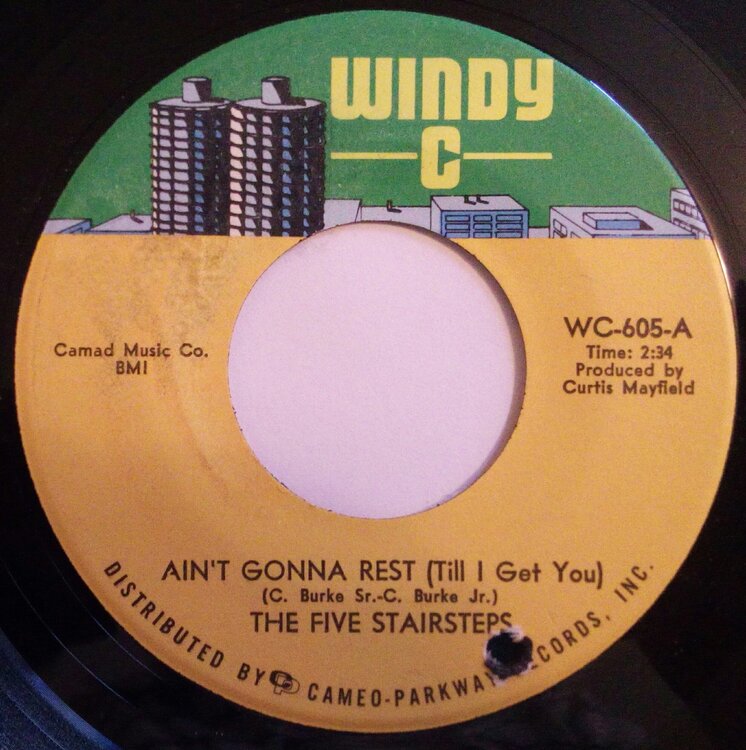 WINDY
C
Camad Music Co.
BMI
WC-605-A
Time: 2:34
Produced by
Curtis Mayfield
AIN'T GONNA REST (Till I Get You)
(C. Burke Sr.-C. Burke Jr.)
THE FIVE STAIRSTEPS
DISTRIBUTED BY CP CAMEO-PARKWAY RECORDS, INC.